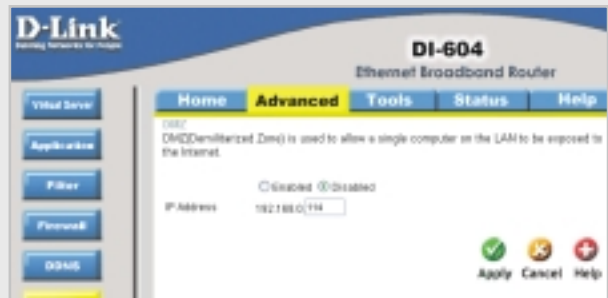 D-Link
Building Networks for People
DI-604
Ethernet Broadband Router
Home Advanced Tools Status Help
Virtual Server
Application
Filter
Firewall
DDNS
DMZ
DMZ(Demilitarized Zone) is used to allow a single computer on the LAN to be exposed to
the Internet.
Enabled Disabled
IP Address 192.168.0. 114
Apply Cancel Help